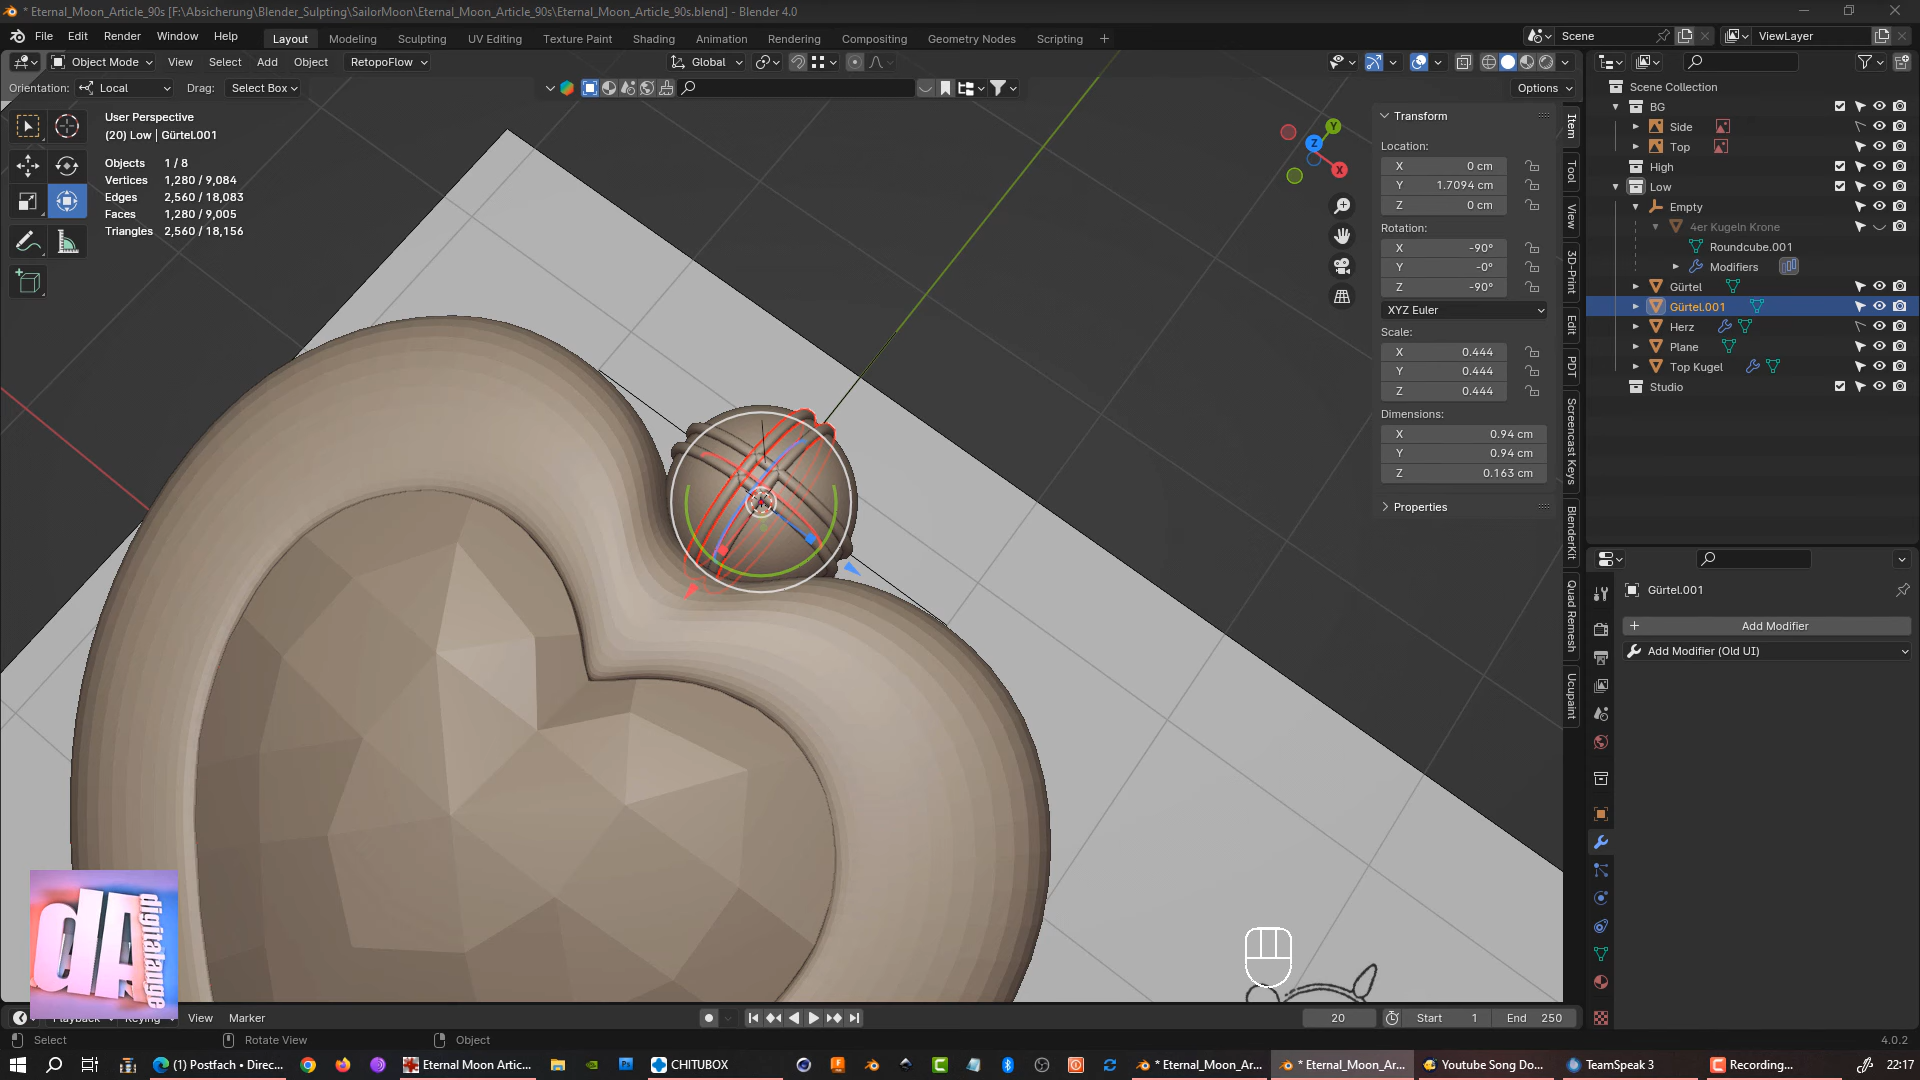 * Eternal_Moon_Article_90s [F:\Absicherung\Blender_Sulpting\SailorMoon\Eternal_Moon_Article_90s\Eternal_Moon_Article_90s.blend] - Blender 4.0
File Edit Render Window Help Layout Modeling Sculpting UV Editing Texture Paint Shading Animation Rendering Compositing Geometry Nodes Scripting + Scene ViewLayer
Object Mode View Select Add Object RetopoFlow Global
Orientation: Local Drag: Select Box Options
User Perspective
(20) Low | Gürtel.001
Objects 1 / 8
Vertices 1,280 / 9,084
Edges 2,560 / 18,083
Faces 1,280 / 9,005
Triangles 2,560 / 18,156
Y
Z
X
Transform
Location:
X 0 cm
Y 1.7094 cm
Z 0 cm
Rotation:
X -90°
Y -0°
Z -90°
XYZ Euler
Scale:
X 0.444
Y 0.444
Z 0.444
Dimensions:
X 0.94 cm
Y 0.94 cm
Z 0.163 cm
Properties
Item
Tool
View
3D-Print
Edit
PDT
Screencast Keys
BlenderKit
Quad Remesh
Ucupaint
Scene Collection
BG
Side
Top
High
Low
Empty
4er Kugeln Krone
Roundcube.001
Modifiers
Gürtel
Gürtel.001
Herz
Plane
Top Kugel
Studio
Gürtel.001
+ Add Modifier
Add Modifier (Old UI)
dA digitalauge
Playback Keying View Marker 20 Start 1 End 250
Select Rotate View Object 4.0.2
(1) Postfach • Direc... Eternal Moon Artic... CHITUBOX * Eternal_Moon_Ar... * Eternal_Moon_Ar... Youtube Song Do... TeamSpeak 3 Recording... 22:17